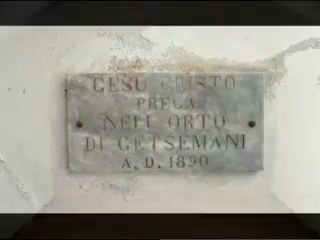 GESU CRISTO
PREGA
NELL' ORTO
DI GETSEMANI
A. D. 1890